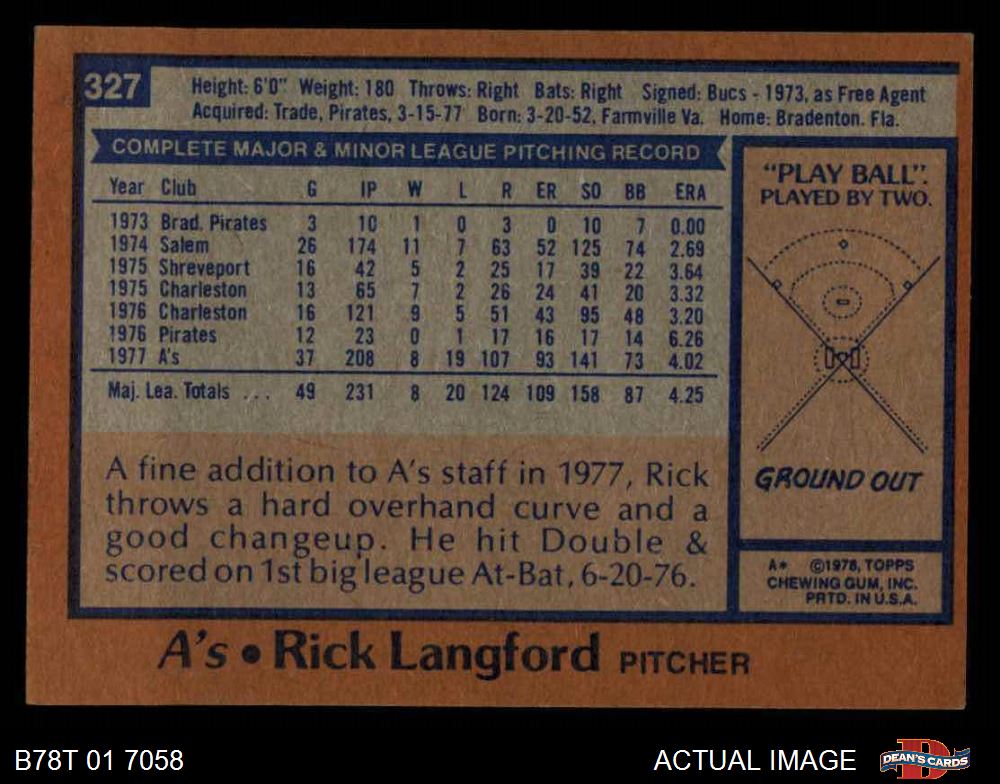 327
Height: 6'0" Weight: 180 Throws: Right Bats: Right Signed: Bucs - 1973, as Free Agent
Acquired: Trade, Pirates, 3-15-77 Born: 3-20-52, Farmville Va. Home: Bradenton. Fla.
COMPLETE MAJOR & MINOR LEAGUE PITCHING RECORD
Year Club G IP W L R ER SO BB ERA
1973 Brad. Pirates 3 10 1 0 3 0 10 7 0.00
1974 Salem 26 174 11 7 63 52 125 74 2.69
1975 Shreveport 16 42 5 2 25 17 39 22 3.64
1975 Charleston 13 65 7 2 26 24 41 20 3.32
1976 Charleston 16 121 9 5 51 43 95 48 3.20
1976 Pirates 12 23 0 1 17 16 17 14 6.26
1977 A's 37 208 8 19 107 93 141 73 4.02
Maj. Lea. Totals ... 49 231 8 20 124 109 158 87 4.25
A fine addition to A's staff in 1977, Rick
throws a hard overhand curve and a
good changeup. He hit Double &
scored on 1st big league At-Bat, 6-20-76.
"PLAY BALL".
PLAYED BY TWO.
GROUND OUT
A* ©1978, TOPPS
CHEWING GUM, INC.
PRTD. IN U.S.A.
A's • Rick Langford PITCHER
B78T 01 7058
ACTUAL IMAGE
DEAN'S CARDS